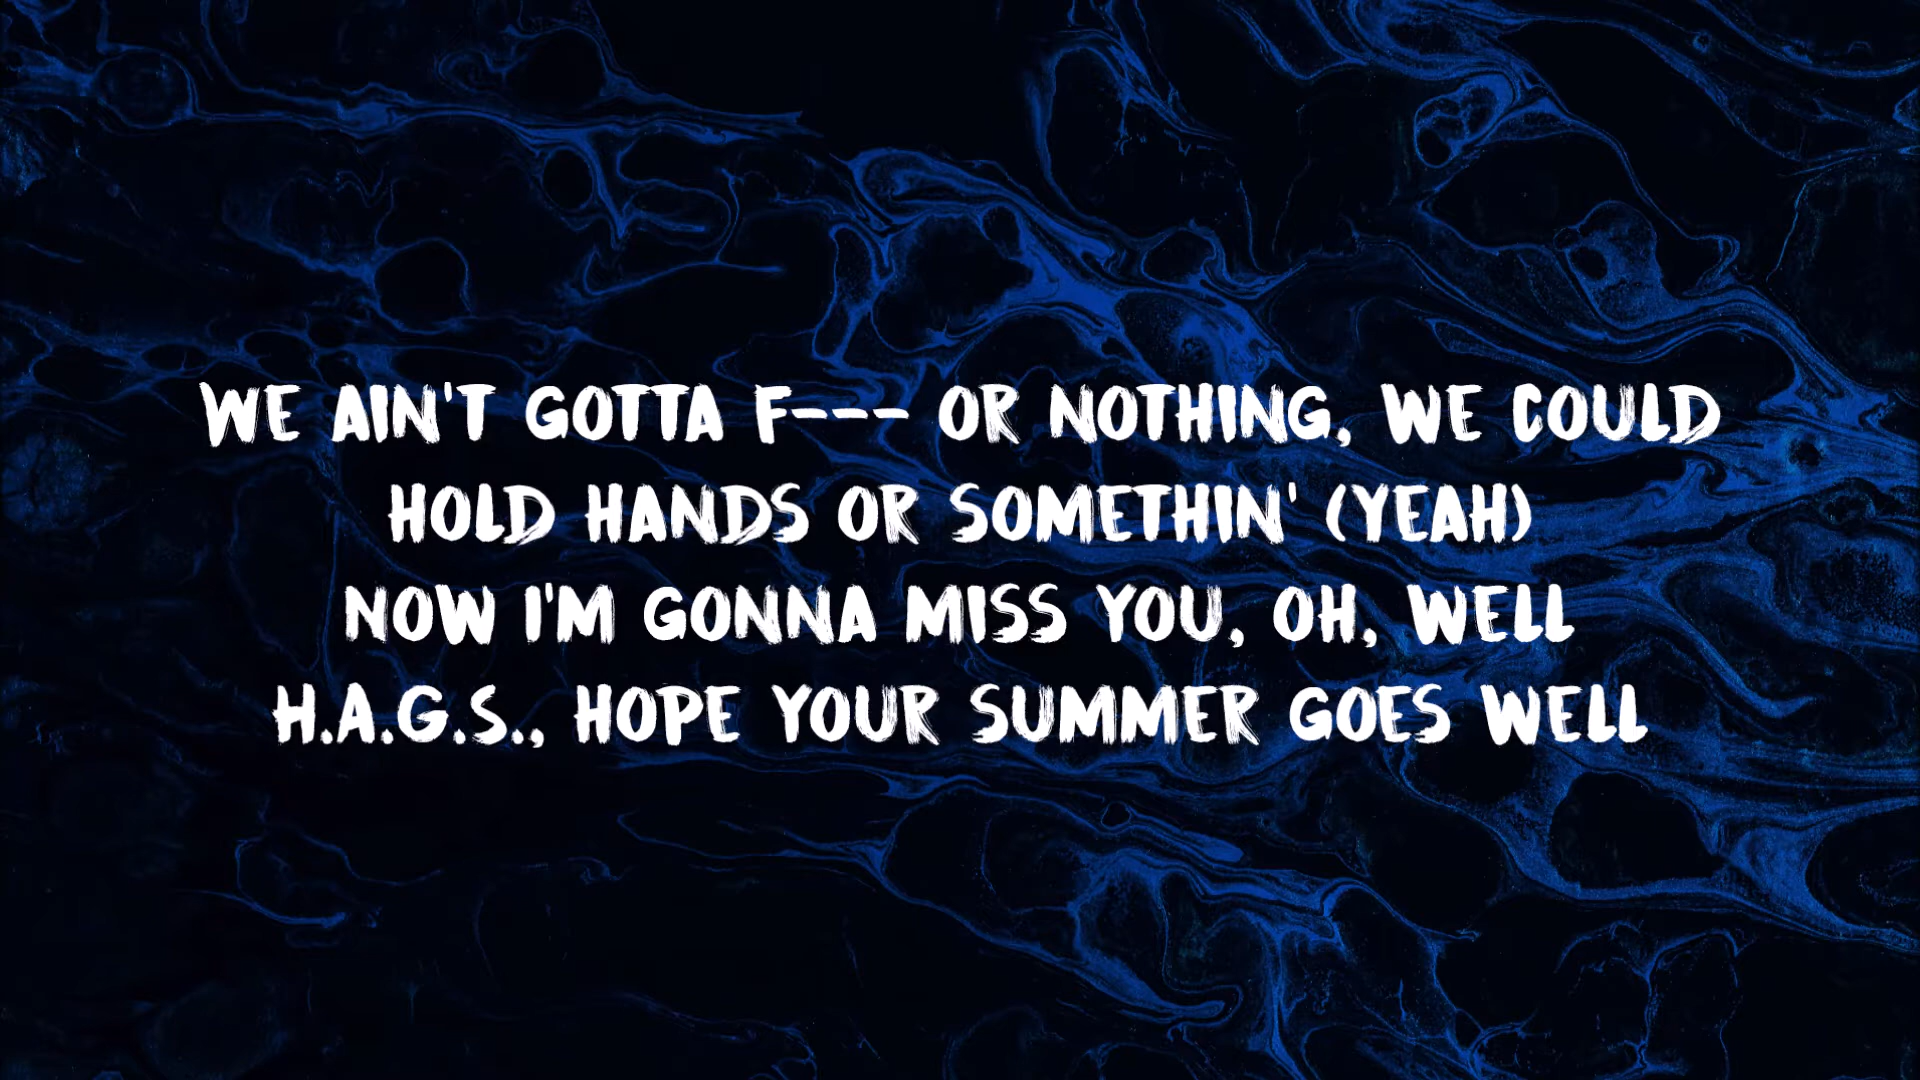 WE AIN'T GOTTA F--- OR NOTHING, WE COULD
HOLD HANDS OR SOMETHIN' (YEAH)
NOW I'M GONNA MISS YOU, OH, WELL
H.A.G.S., HOPE YOUR SUMMER GOES WELL